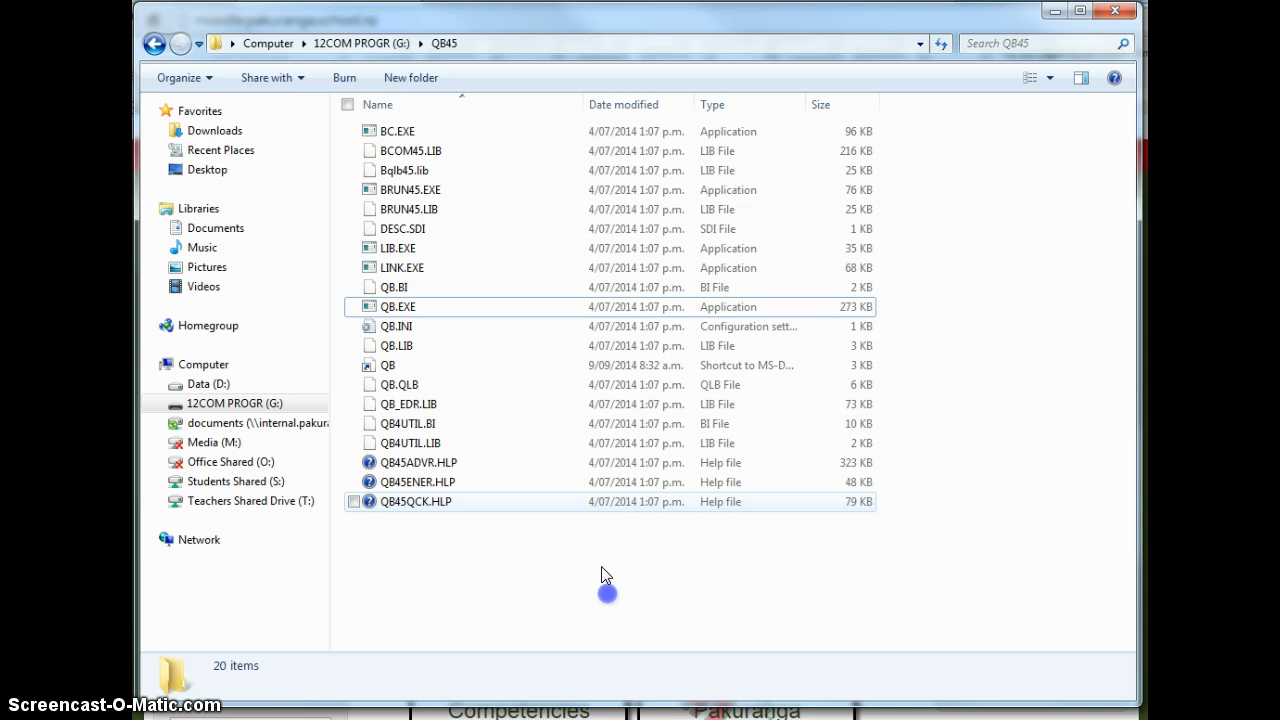 moodle.pakuranga.school.nz
Computer 12COM PROGR (G:) QB45
Search QB45
Organize Share with Burn New folder
Name Date modified Type Size
Favorites
Downloads
Recent Places
Desktop
Libraries
Documents
Music
Pictures
Videos
Homegroup
Computer
Data (D:)
12COM PROGR (G:)
documents (\\internal.pakura
Media (M:)
Office Shared (O:)
Students Shared (S:)
Teachers Shared Drive (T:)
Network
BC.EXE 4/07/2014 1:07 p.m. Application 96 KB
BCOM45.LIB 4/07/2014 1:07 p.m. LIB File 216 KB
Bqlb45.lib 4/07/2014 1:07 p.m. LIB File 25 KB
BRUN45.EXE 4/07/2014 1:07 p.m. Application 76 KB
BRUN45.LIB 4/07/2014 1:07 p.m. LIB File 25 KB
DESC.SDI 4/07/2014 1:07 p.m. SDI File 1 KB
LIB.EXE 4/07/2014 1:07 p.m. Application 35 KB
LINK.EXE 4/07/2014 1:07 p.m. Application 68 KB
QB.BI 4/07/2014 1:07 p.m. BI File 2 KB
QB.EXE 4/07/2014 1:07 p.m. Application 273 KB
QB.INI 4/07/2014 1:07 p.m. Configuration sett... 1 KB
QB.LIB 4/07/2014 1:07 p.m. LIB File 3 KB
QB 9/09/2014 8:32 a.m. Shortcut to MS-D... 3 KB
QB.QLB 4/07/2014 1:07 p.m. QLB File 6 KB
QB_EDR.LIB 4/07/2014 1:07 p.m. LIB File 73 KB
QB4UTIL.BI 4/07/2014 1:07 p.m. BI File 10 KB
QB4UTIL.LIB 4/07/2014 1:07 p.m. LIB File 2 KB
QB45ADVR.HLP 4/07/2014 1:07 p.m. Help file 323 KB
QB45ENER.HLP 4/07/2014 1:07 p.m. Help file 48 KB
QB45QCK.HLP 4/07/2014 1:07 p.m. Help file 79 KB
20 items
Screencast-O-Matic.com
Competencies Pakuranga